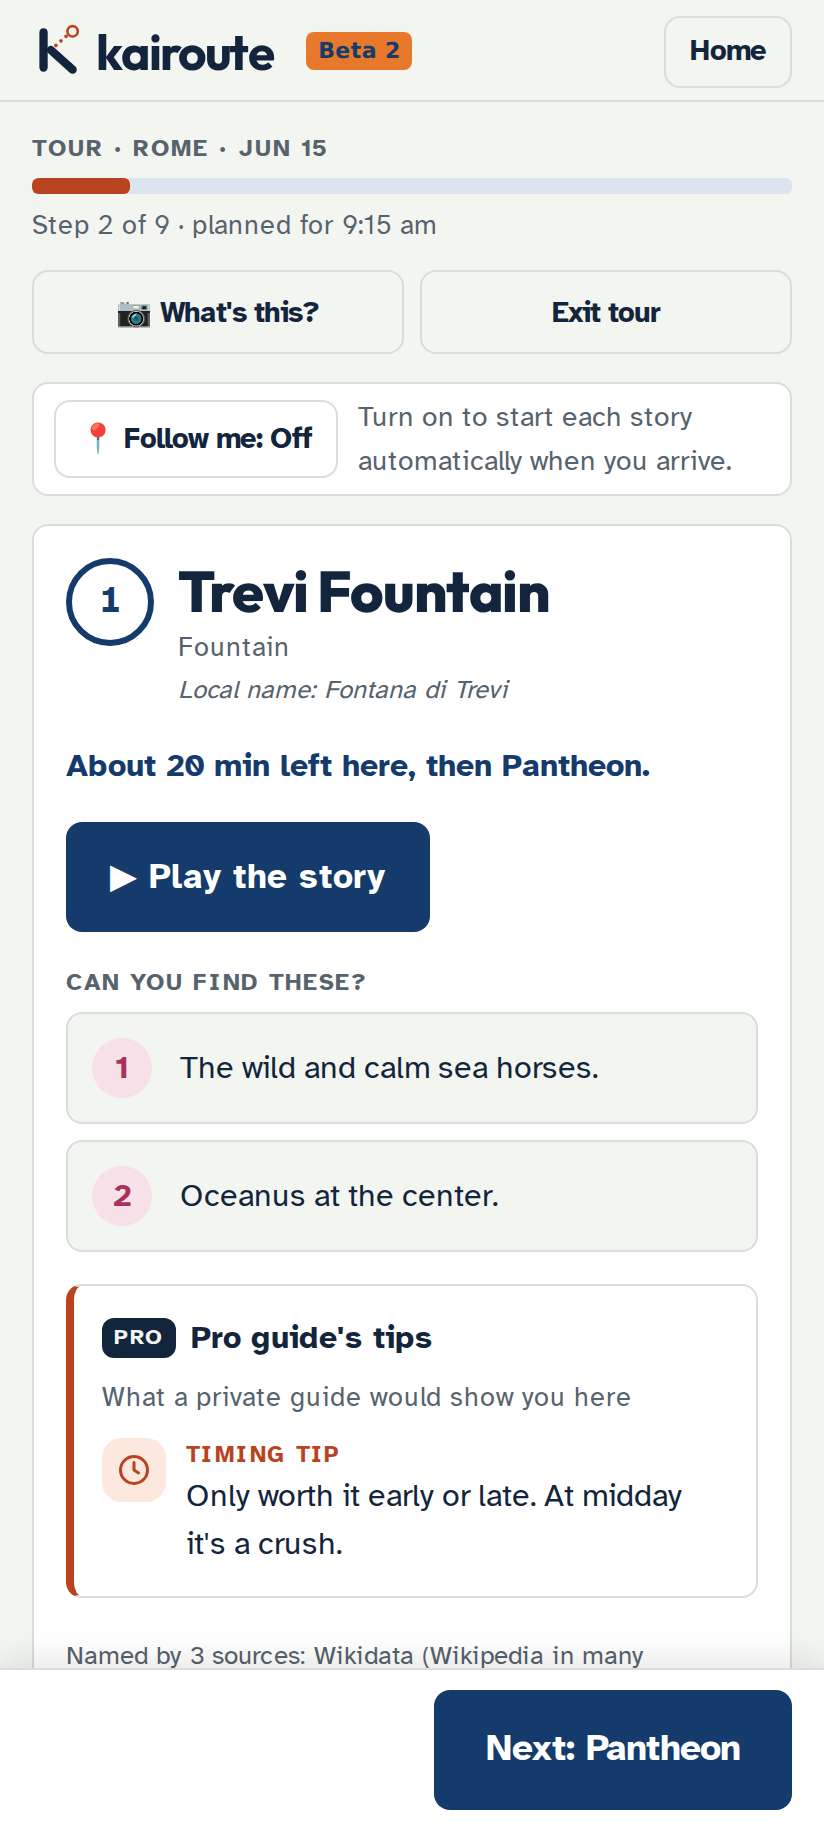 kairoute
Beta 2
Home
TOUR · ROME · JUN 15
Step 2 of 9 · planned for 9:15 am
📷 What's this?
Exit tour
📍 Follow me: Off
Turn on to start each story
automatically when you arrive.
1
Trevi Fountain
Fountain
Local name: Fontana di Trevi
About 20 min left here, then Pantheon.
▶ Play the story
CAN YOU FIND THESE?
1 The wild and calm sea horses.
2 Oceanus at the center.
PRO Pro guide's tips
What a private guide would show you here
TIMING TIP
Only worth it early or late. At midday
it's a crush.
Named by 3 sources: Wikidata (Wikipedia in many
Next: Pantheon